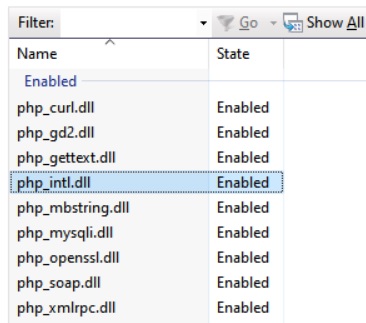 Filter: Go Show All
Name State
Enabled
php_curl.dll Enabled
php_gd2.dll Enabled
php_gettext.dll Enabled
php_intl.dll Enabled
php_mbstring.dll Enabled
php_mysqli.dll Enabled
php_openssl.dll Enabled
php_soap.dll Enabled
php_xmlrpc.dll Enabled